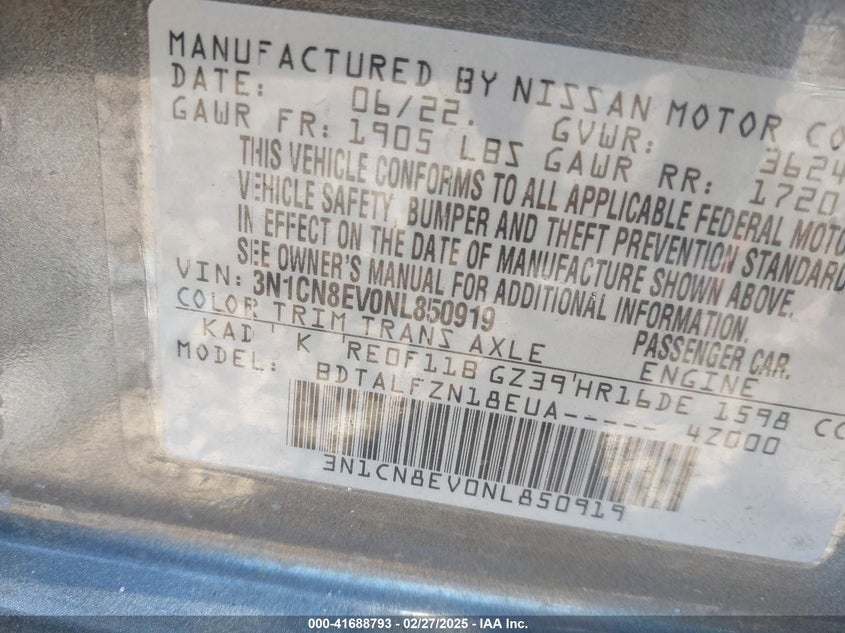 MANUFACTURED BY NISSAN MOTOR CO
DATE: 06/22. GVWR: 3624
GAWR FR: 1905 LBS GAWR RR: 1720
THIS VEHICLE CONFORMS TO ALL APPLICABLE FEDERAL MOTO
VEHICLE SAFETY, BUMPER AND THEFT PREVENTION STANDARD
IN EFFECT ON THE DATE OF MANUFACTURE SHOWN ABOVE.
SEE OWNER'S MANUAL FOR ADDITIONAL INFORMATION.
VIN: 3N1CN8EV0NL850919 PASSENGER CAR.
COLOR TRIM TRANS AXLE ENGINE
KAD K RE0F11B GZ39 HR16DE 1598 CC
MODEL: BDTALFZN18EUA----- 42000
3N1CN8EV0NL850919
000-41688793 — 02/27/2025 — IAA Inc.